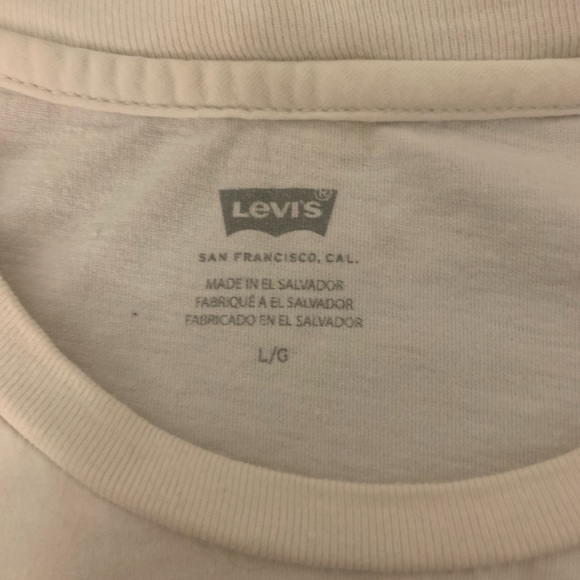 Levi's®
SAN FRANCISCO, CAL.
MADE IN EL SALVADOR
FABRIQUÉ A EL SALVADOR
FABRICADO EN EL SALVADOR
L/G